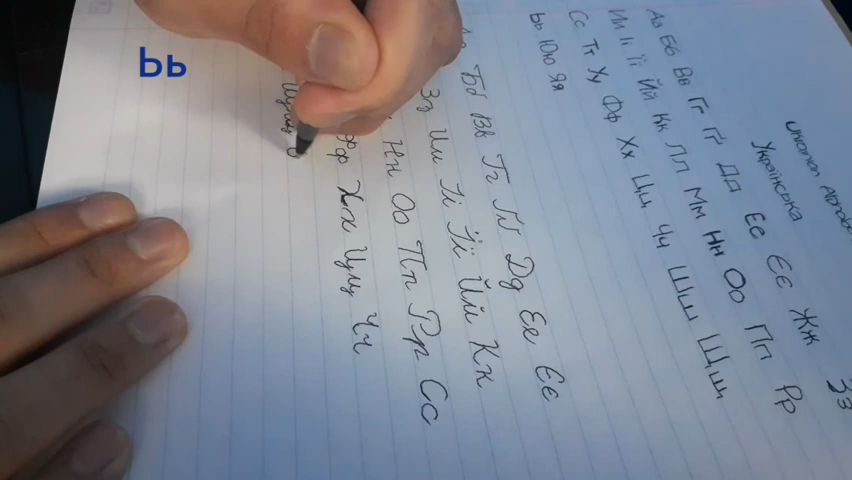 Ьь
Українська
Аа Бб Вв Гг Ґґ Дд Ее Єє Жж Зз
Ии Іі Її Йй Кк Лл Мм Нн Оо Пп Рр
Сс Тт Уу Фф Хх Цц Чч Шш Щщ
Ьь Юю Яя
Бб Вв Гг Ґґ Дд Ее Єє
Зз Ии Іі Її Йй Кк
Нн Оо Пп Рр Сс
Фф Хх Цц Чч
Щщ